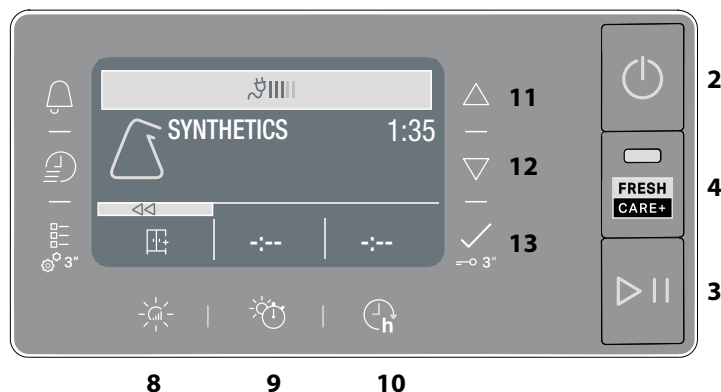 2
11
SYNTHETICS 1:35
12
FRESH
CARE+
4
-:-- -:--
13
3"
3"
3
h
8 9 10